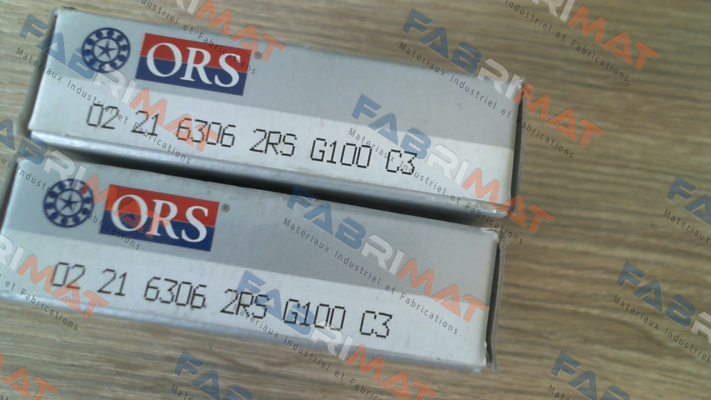 ORS®
02 21 6306 2RS G100 C3
ORS®
02 21 6306 2RS G100 C3
FABRIMAT
Materiaux Industriel et Fabrications